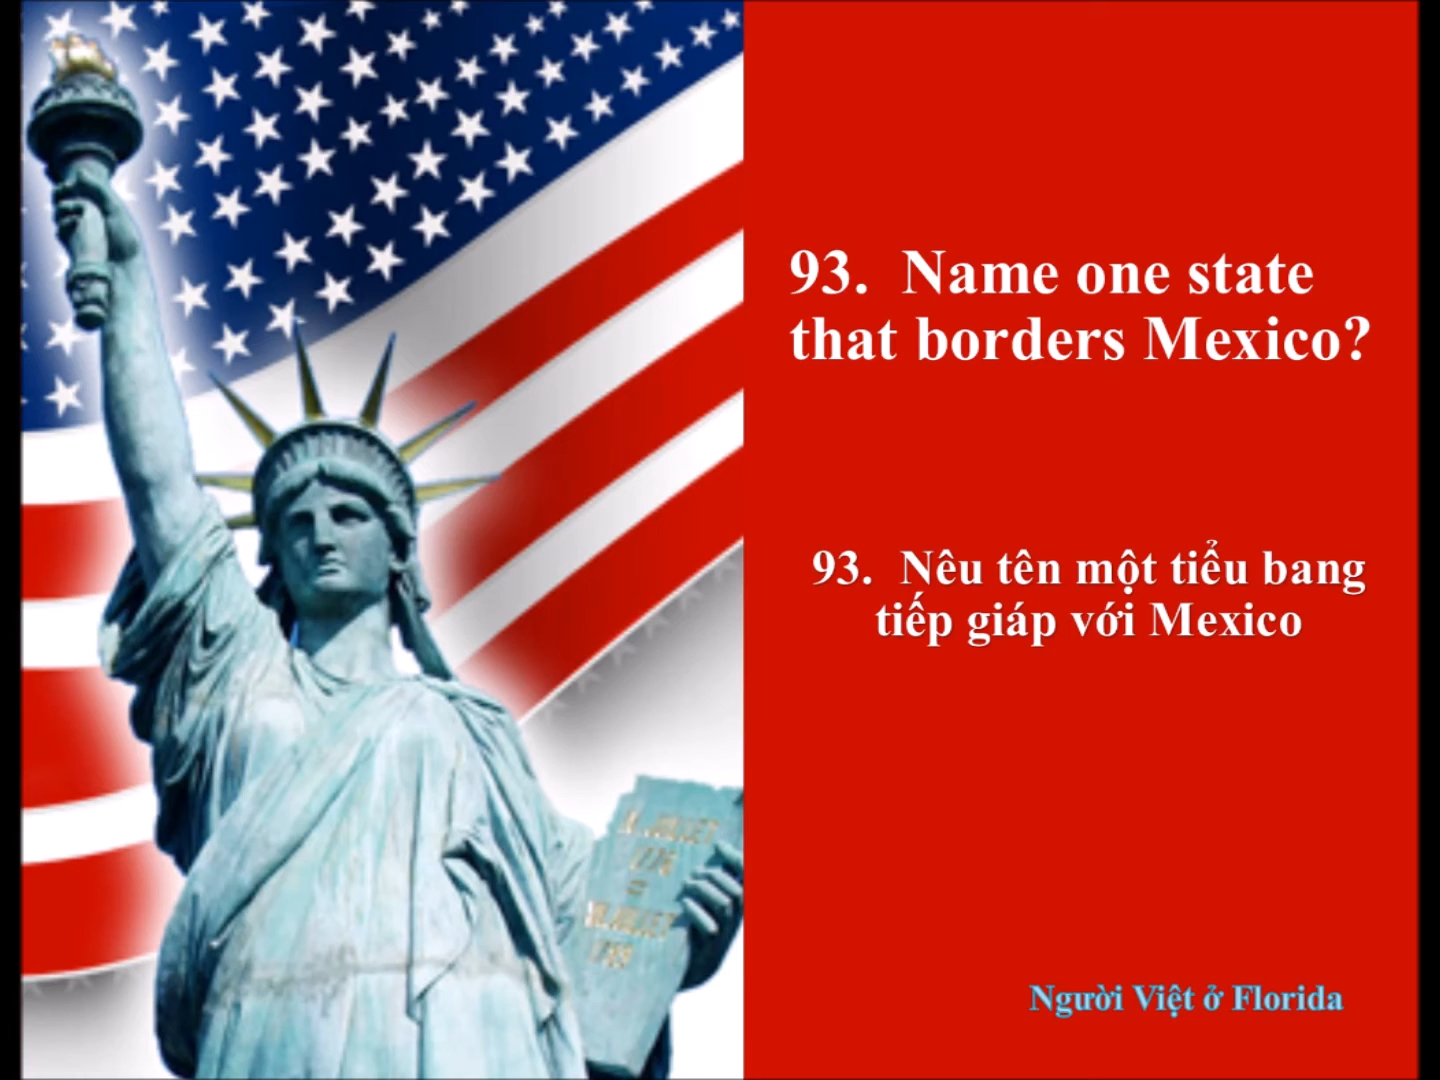 93. Name one state
that borders Mexico?
93. Nêu tên một tiểu bang
tiếp giáp với Mexico
Người Việt ở Florida